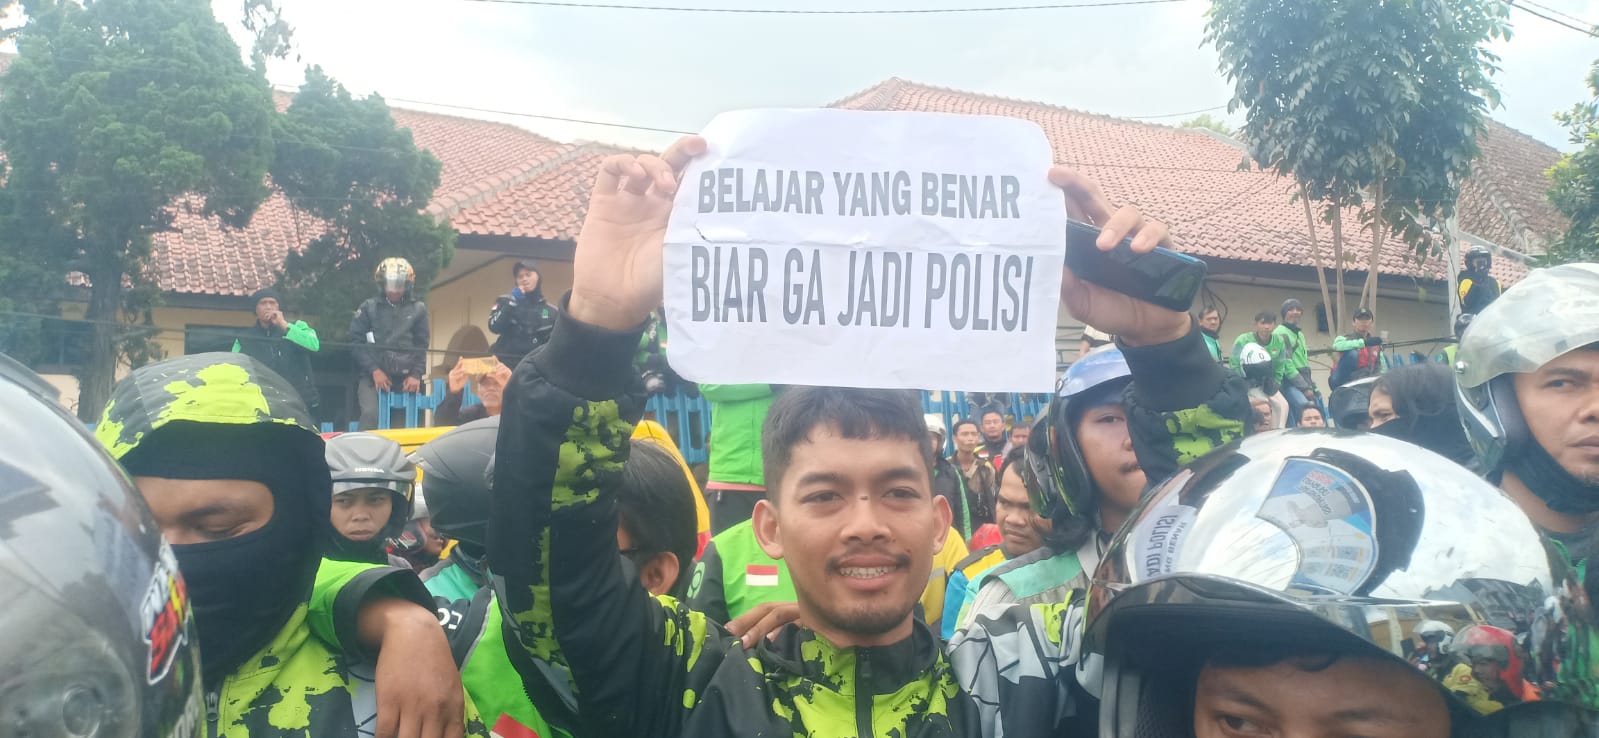 BELAJAR YANG BENAR
BIAR GA JADI POLISI